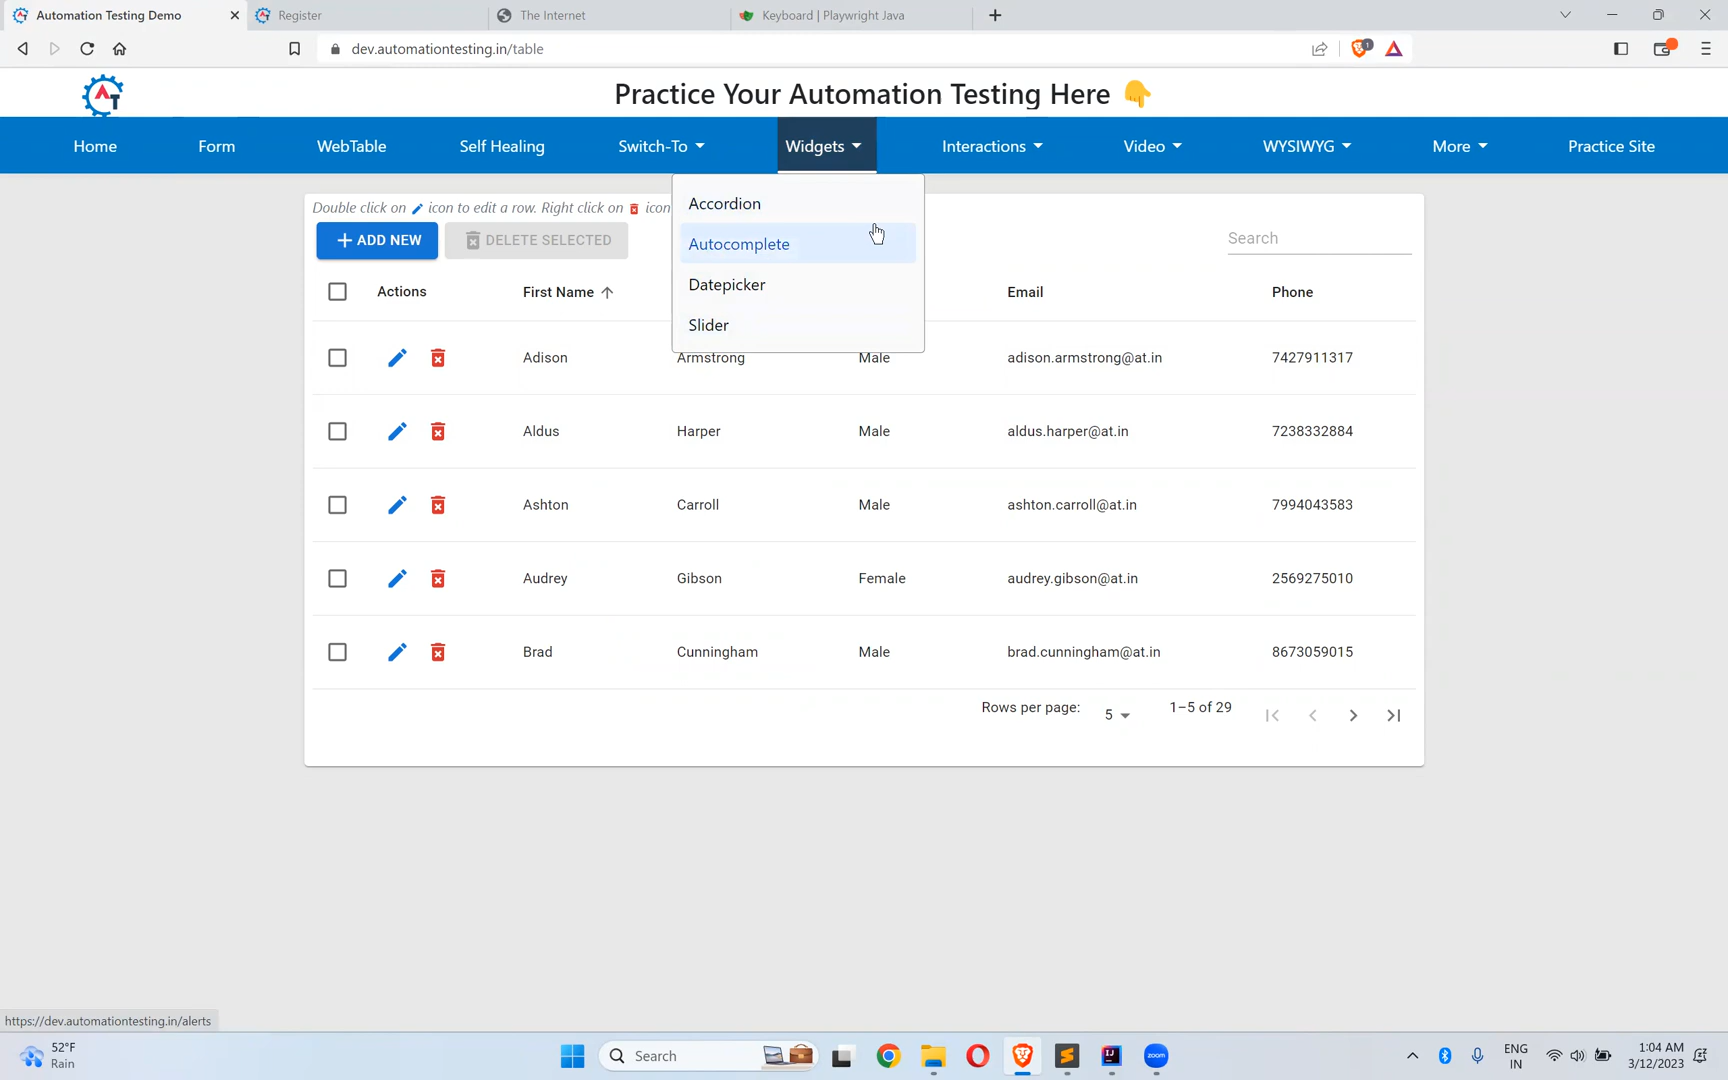 Automation Testing Demo
Register
The Internet
Keyboard | Playwright Java
dev.automationtesting.in/table
1
AT
Practice Your Automation Testing Here 👇
Home Form WebTable Self Healing Switch-To Widgets Interactions Video WYSIWYG More Practice Site
Double click on icon to edit a row. Right click on icon
ADD NEW DELETE SELECTED
Search
Accordion
Autocomplete
Datepicker
Slider
Actions First Name Email Phone
Adison Armstrong Male adison.armstrong@at.in 7427911317
Aldus Harper Male aldus.harper@at.in 7238332884
Ashton Carroll Male ashton.carroll@at.in 7994043583
Audrey Gibson Female audrey.gibson@at.in 2569275010
Brad Cunningham Male brad.cunningham@at.in 8673059015
Rows per page: 5 1–5 of 29
https://dev.automationtesting.in/alerts
52°F
Rain
Search
zoom
ENG
IN
1:04 AM
3/12/2023